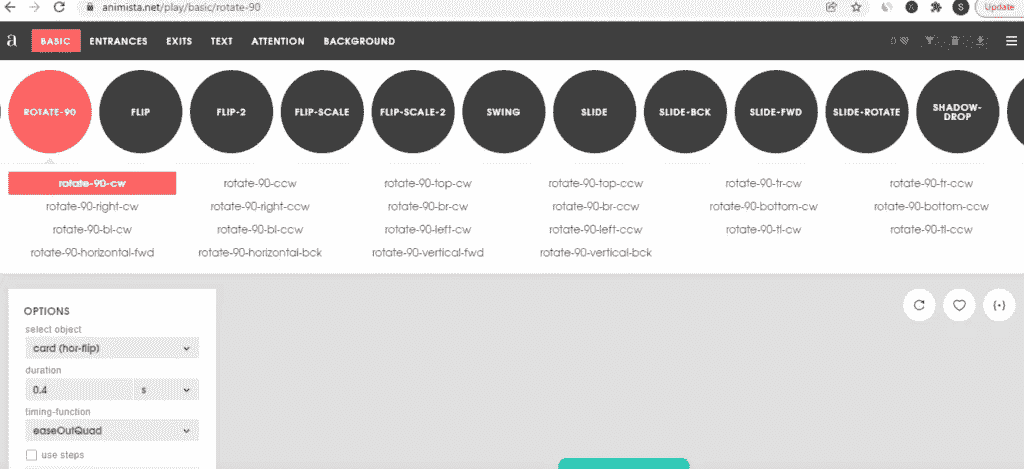 animista.net/play/basic/rotate-90
S
Update
a BASIC ENTRANCES EXITS TEXT ATTENTION BACKGROUND 0
ROTATE-90 FLIP FLIP-2 FLIP-SCALE FLIP-SCALE-2 SWING SLIDE SLIDE-BCK SLIDE-FWD SLIDE-ROTATE SHADOW-
DROP
rotate-90-cw rotate-90-ccw rotate-90-top-cw rotate-90-top-ccw rotate-90-tr-cw rotate-90-tr-ccw
rotate-90-right-cw rotate-90-right-ccw rotate-90-br-cw rotate-90-br-ccw rotate-90-bottom-cw rotate-90-bottom-ccw
rotate-90-bl-cw rotate-90-bl-ccw rotate-90-left-cw rotate-90-left-ccw rotate-90-tl-cw rotate-90-tl-ccw
rotate-90-horizontal-fwd rotate-90-horizontal-bck rotate-90-vertical-fwd rotate-90-vertical-bck
OPTIONS
select object
card (hor-flip)
duration
0.4 s
timing-function
easeOutQuad
use steps